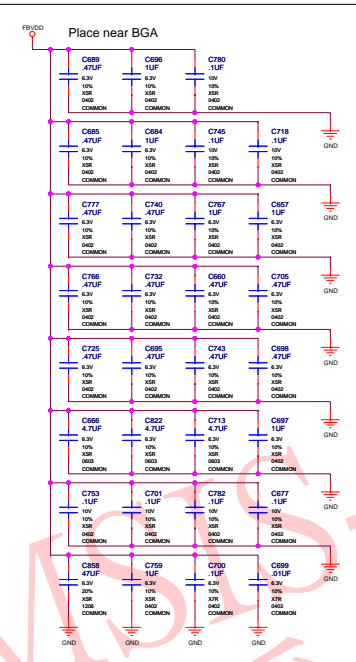 FBVDD
Place near BGA
C689
.47UF
6.3V
10%
X5R
0402
COMMON
C696
1UF
6.3V
10%
X5R
0402
COMMON
C780
.1UF
10V
10%
X5R
0402
COMMON
GND
C685
.47UF
6.3V
10%
X5R
0402
COMMON
C684
1UF
6.3V
10%
X5R
0402
COMMON
C745
.1UF
10V
10%
X5R
0402
COMMON
C718
.1UF
10V
10%
X5R
0402
COMMON
GND
C777
.47UF
6.3V
10%
X5R
0402
COMMON
C740
.47UF
6.3V
10%
X5R
0402
COMMON
C767
1UF
6.3V
10%
X5R
0402
COMMON
C657
1UF
6.3V
10%
X5R
0402
COMMON
GND
C766
.47UF
6.3V
10%
X5R
0402
COMMON
C732
.47UF
6.3V
10%
X5R
0402
COMMON
C660
.47UF
6.3V
10%
X5R
0402
COMMON
C705
.47UF
6.3V
10%
X5R
0402
COMMON
GND
C725
.47UF
6.3V
10%
X5R
0402
COMMON
C695
.47UF
6.3V
10%
X5R
0402
COMMON
C743
.47UF
6.3V
10%
X5R
0402
COMMON
C698
.47UF
6.3V
10%
X5R
0402
COMMON
GND
C666
4.7UF
6.3V
10%
X5R
0603
COMMON
C822
4.7UF
6.3V
10%
X5R
0603
COMMON
C713
4.7UF
6.3V
10%
X5R
0603
COMMON
C697
1UF
6.3V
10%
X5R
0402
COMMON
GND
C753
.1UF
10V
10%
X5R
0402
COMMON
C701
.1UF
10V
10%
X5R
0402
COMMON
C782
.1UF
10V
10%
X5R
0402
COMMON
C677
.1UF
10V
10%
X5R
0402
COMMON
GND
C858
47UF
6.3V
20%
X5R
1206
COMMON
C759
1UF
6.3V
10%
X5R
0402
COMMON
C700
.1UF
6.3V
10%
X7R
0402
COMMON
C699
.01UF
6.3V
10%
X7R
0402
COMMON
GND
GND
GND
GND
MSIS-